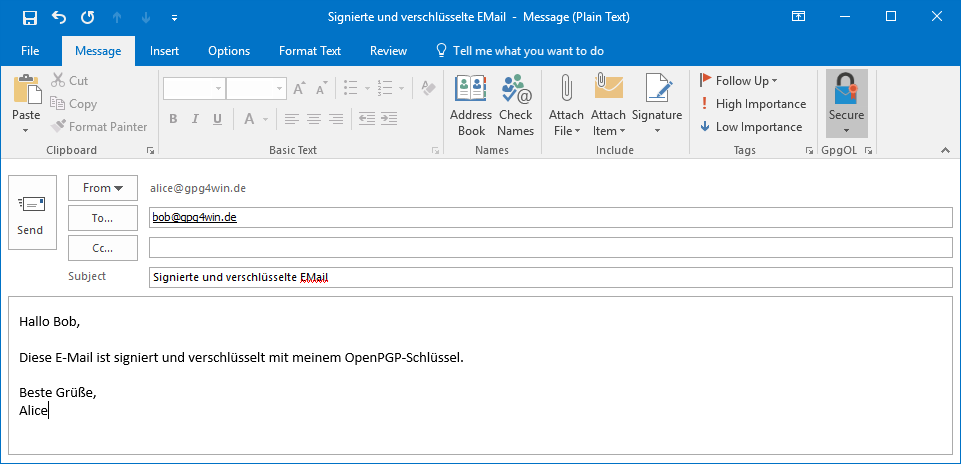 Signierte und verschlüsselte EMail - Message (Plain Text)
File Message Insert Options Format Text Review Tell me what you want to do
Paste
Cut
Copy
Format Painter
Clipboard
B I U A
Basic Text
Address Book
Check Names
Names
Attach File
Attach Item
Signature
Include
Follow Up
High Importance
Low Importance
Tags
Secure
GpgOL
Send
From alice@gpg4win.de
To... bob@gpg4win.de
Cc...
Subject Signierte und verschlüsselte EMail
Hallo Bob,
Diese E-Mail ist signiert und verschlüsselt mit meinem OpenPGP-Schlüssel.
Beste Grüße,
Alice